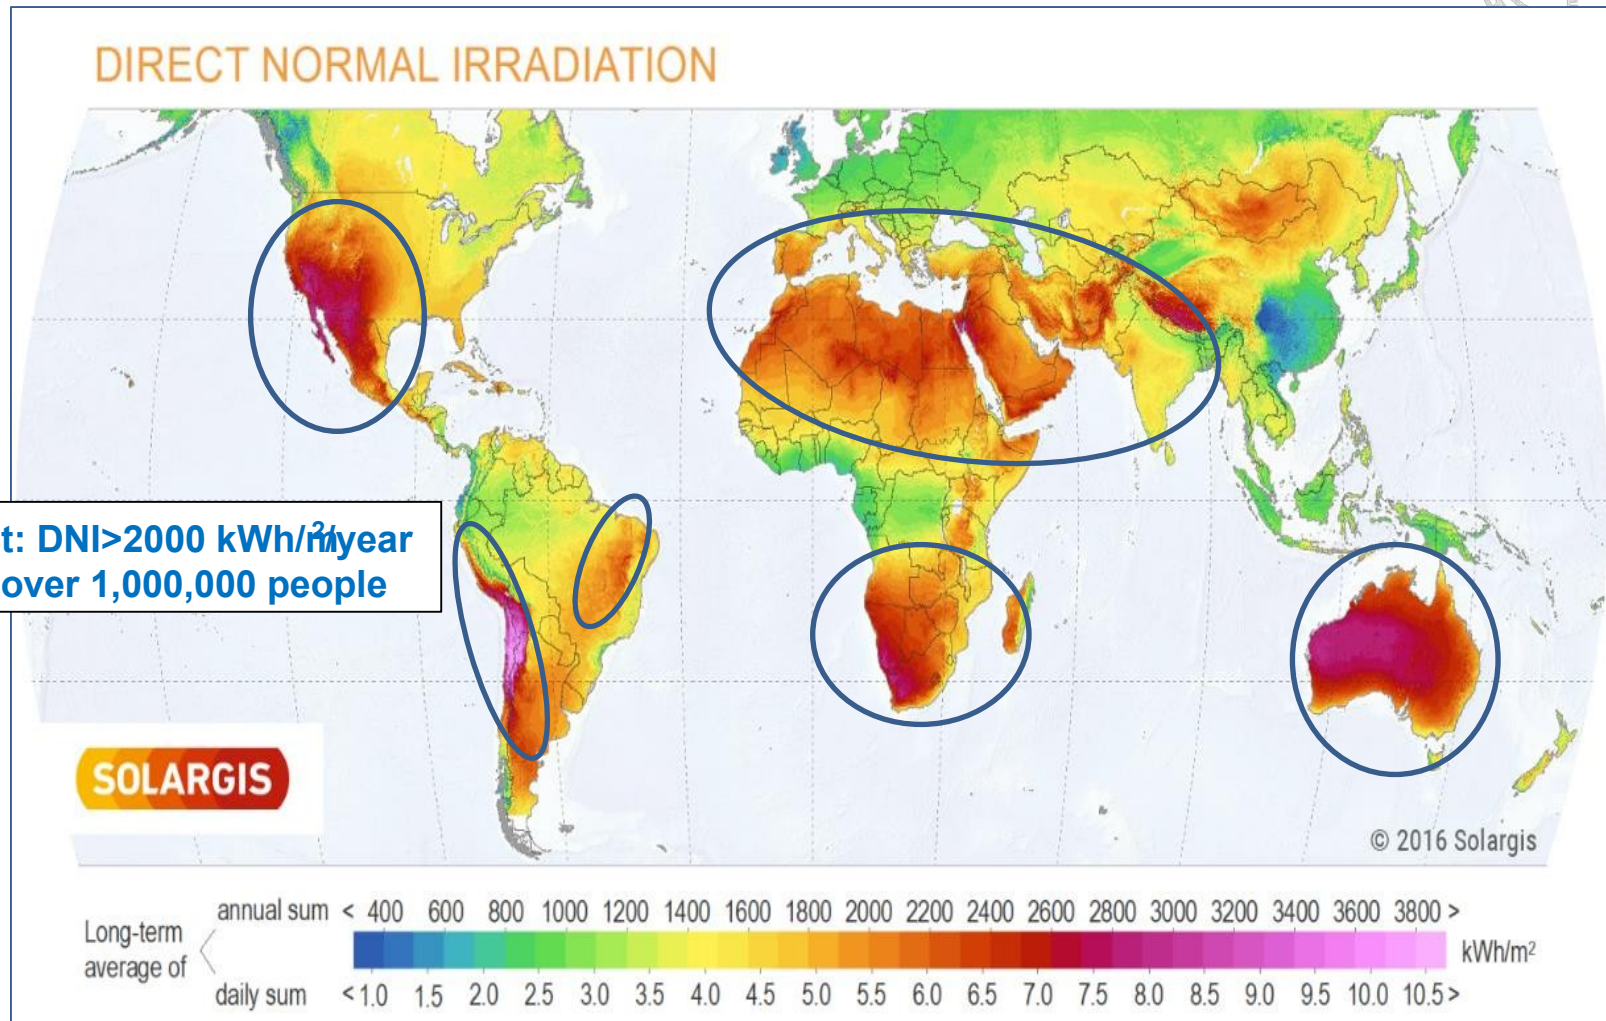 DIRECT NORMAL IRRADIATION
t: DNI>2000 kWh/m²/year
over 1,000,000 people
SOLARGIS
© 2016 Solargis
Long-term average of
annual sum < 400 600 800 1000 1200 1400 1600 1800 2000 2200 2400 2600 2800 3000 3200 3400 3600 3800 >
kWh/m²
daily sum < 1.0 1.5 2.0 2.5 3.0 3.5 4.0 4.5 5.0 5.5 6.0 6.5 7.0 7.5 8.0 8.5 9.0 9.5 10.0 10.5 >